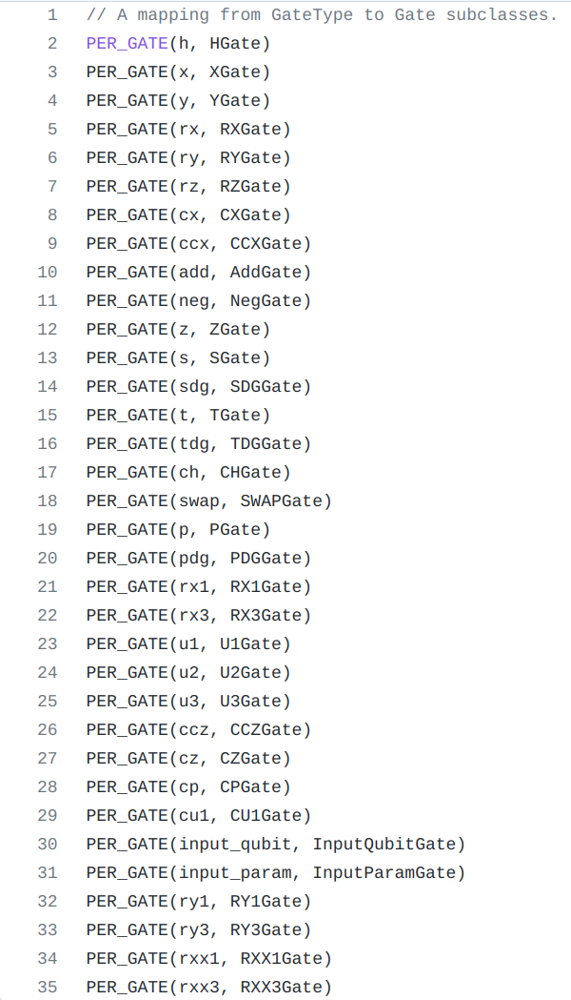 1 // A mapping from GateType to Gate subclasses.
2 PER_GATE(h, HGate)
3 PER_GATE(x, XGate)
4 PER_GATE(y, YGate)
5 PER_GATE(rx, RXGate)
6 PER_GATE(ry, RYGate)
7 PER_GATE(rz, RZGate)
8 PER_GATE(cx, CXGate)
9 PER_GATE(ccx, CCXGate)
10 PER_GATE(add, AddGate)
11 PER_GATE(neg, NegGate)
12 PER_GATE(z, ZGate)
13 PER_GATE(s, SGate)
14 PER_GATE(sdg, SDGGate)
15 PER_GATE(t, TGate)
16 PER_GATE(tdg, TDGGate)
17 PER_GATE(ch, CHGate)
18 PER_GATE(swap, SWAPGate)
19 PER_GATE(p, PGate)
20 PER_GATE(pdg, PDGGate)
21 PER_GATE(rx1, RX1Gate)
22 PER_GATE(rx3, RX3Gate)
23 PER_GATE(u1, U1Gate)
24 PER_GATE(u2, U2Gate)
25 PER_GATE(u3, U3Gate)
26 PER_GATE(ccz, CCZGate)
27 PER_GATE(cz, CZGate)
28 PER_GATE(cp, CPGate)
29 PER_GATE(cu1, CU1Gate)
30 PER_GATE(input_qubit, InputQubitGate)
31 PER_GATE(input_param, InputParamGate)
32 PER_GATE(ry1, RY1Gate)
33 PER_GATE(ry3, RY3Gate)
34 PER_GATE(rxx1, RXX1Gate)
35 PER_GATE(rxx3, RXX3Gate)